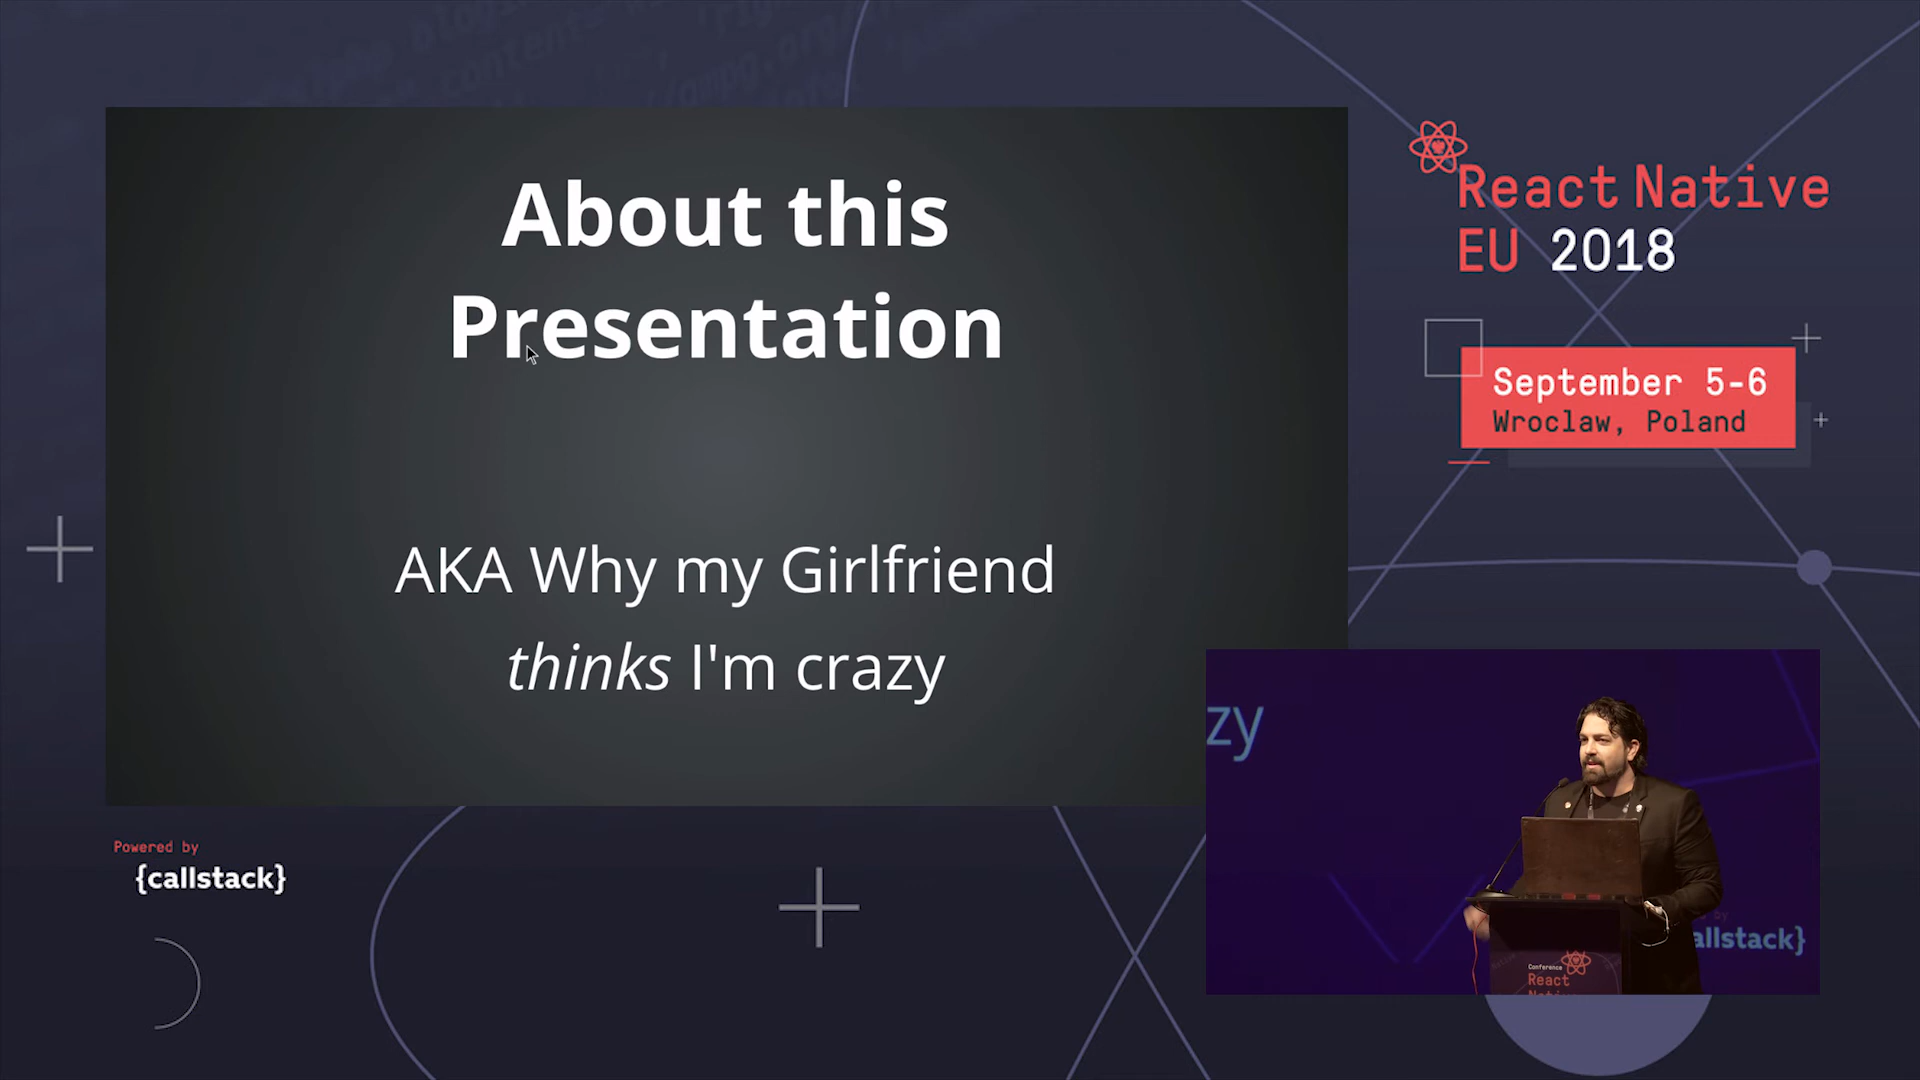 About this
Presentation
AKA Why my Girlfriend
thinks I'm crazy
React Native
EU 2018
September 5-6
Wroclaw, Poland
Powered by
{callstack}
zy
by
allstack}
Conference
React